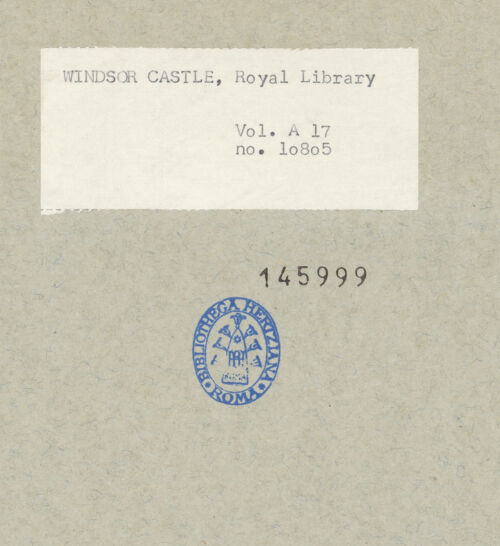 WINDSOR CASTLE, Royal Library
Vol. A 17
no. 1o8o5
145999
BIBLIOTHECA HERTZIANA
ROMA